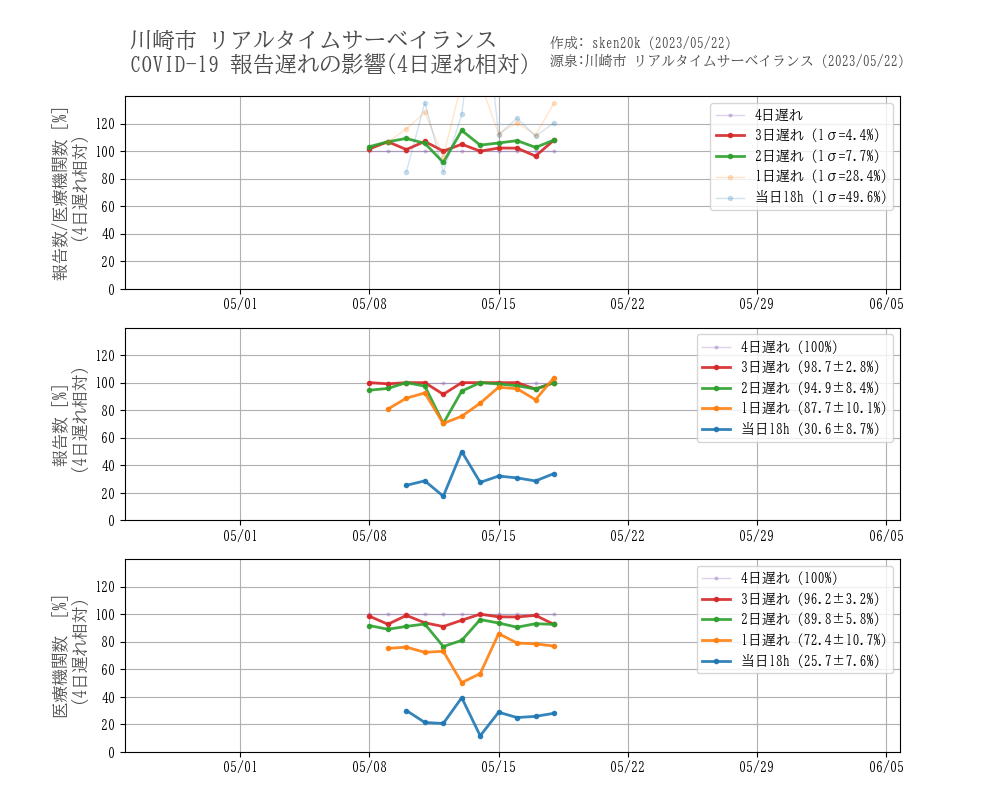 川崎市 リアルタイムサーベイランス
COVID-19 報告遅れの影響(4日遅れ相対)
作成: sken20k (2023/05/22)
源泉:川崎市 リアルタイムサーベイランス (2023/05/22)
報告数/医療機関数 [%]
(4日遅れ相対)
120
100
80
60
40
20
0
4日遅れ
3日遅れ (1σ=4.4%)
2日遅れ (1σ=7.7%)
1日遅れ (1σ=28.4%)
当日18h (1σ=49.6%)
05/01 05/08 05/15 05/22 05/29 06/05
報告数 [%]
(4日遅れ相対)
120
100
80
60
40
20
0
4日遅れ (100%)
3日遅れ (98.7±2.8%)
2日遅れ (94.9±8.4%)
1日遅れ (87.7±10.1%)
当日18h (30.6±8.7%)
05/01 05/08 05/15 05/22 05/29 06/05
医療機関数 [%]
(4日遅れ相対)
120
100
80
60
40
20
0
4日遅れ (100%)
3日遅れ (96.2±3.2%)
2日遅れ (89.8±5.8%)
1日遅れ (72.4±10.7%)
当日18h (25.7±7.6%)
05/01 05/08 05/15 05/22 05/29 06/05